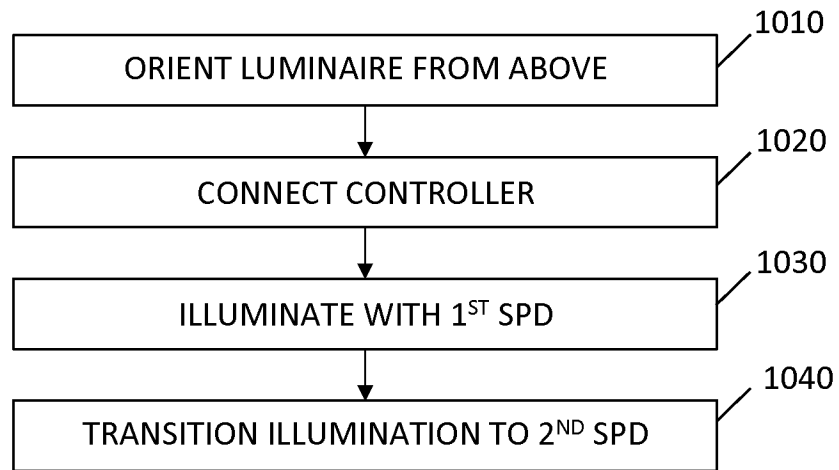 1010
ORIENT LUMINAIRE FROM ABOVE
1020
CONNECT CONTROLLER
1030
ILLUMINATE WITH 1ST SPD
1040
TRANSITION ILLUMINATION TO 2ND SPD